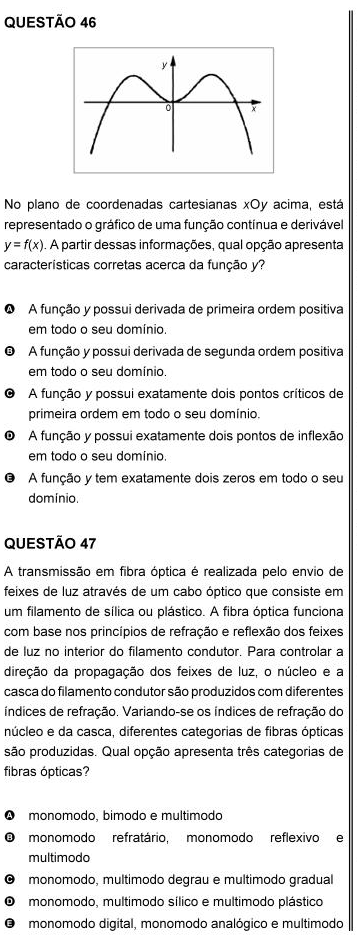 QUESTÃO 46
y
0
x
No plano de coordenadas cartesianas xOy acima, está
representado o gráfico de uma função contínua e derivável
y = f(x). A partir dessas informações, qual opção apresenta
características corretas acerca da função y?
A A função y possui derivada de primeira ordem positiva
em todo o seu domínio.
B A função y possui derivada de segunda ordem positiva
em todo o seu domínio.
C A função y possui exatamente dois pontos críticos de
primeira ordem em todo o seu domínio.
D A função y possui exatamente dois pontos de inflexão
em todo o seu domínio.
E A função y tem exatamente dois zeros em todo o seu
domínio.
QUESTÃO 47
A transmissão em fibra óptica é realizada pelo envio de
feixes de luz através de um cabo óptico que consiste em
um filamento de sílica ou plástico. A fibra óptica funciona
com base nos princípios de refração e reflexão dos feixes
de luz no interior do filamento condutor. Para controlar a
direção da propagação dos feixes de luz, o núcleo e a
casca do filamento condutor são produzidos com diferentes
índices de refração. Variando-se os índices de refração do
núcleo e da casca, diferentes categorias de fibras ópticas
são produzidas. Qual opção apresenta três categorias de
fibras ópticas?
A monomodo, bimodo e multimodo
B monomodo refratário, monomodo reflexivo e
multimodo
C monomodo, multimodo degrau e multimodo gradual
D monomodo, multimodo sílico e multimodo plástico
E monomodo digital, monomodo analógico e multimodo